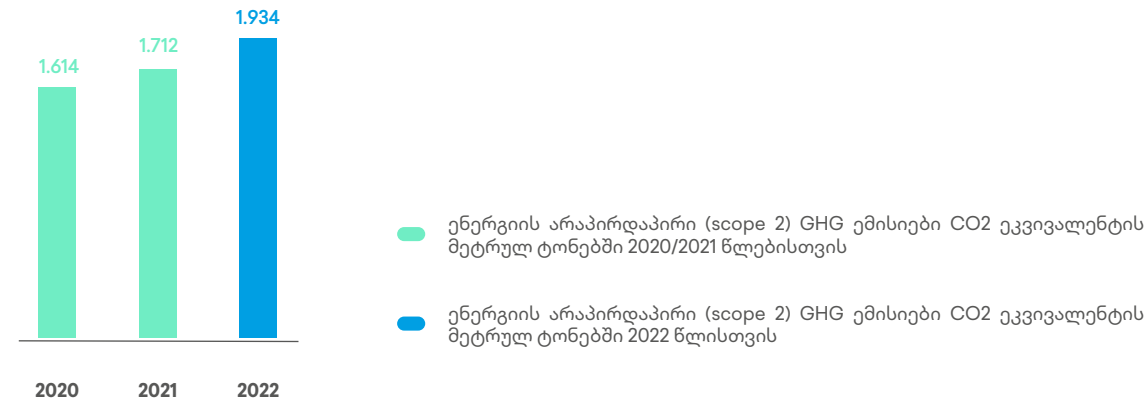 1.934
1.712
1.614
ენერგიის არაპირდაპირი (scope 2) GHG ემისიები CO2 ეკვივალენტის
მეტრულ ტონებში 2020/2021 წლებისთვის
ენერგიის არაპირდაპირი (scope 2) GHG ემისიები CO2 ეკვივალენტის
მეტრულ ტონებში 2022 წლისთვის
2020 2021 2022